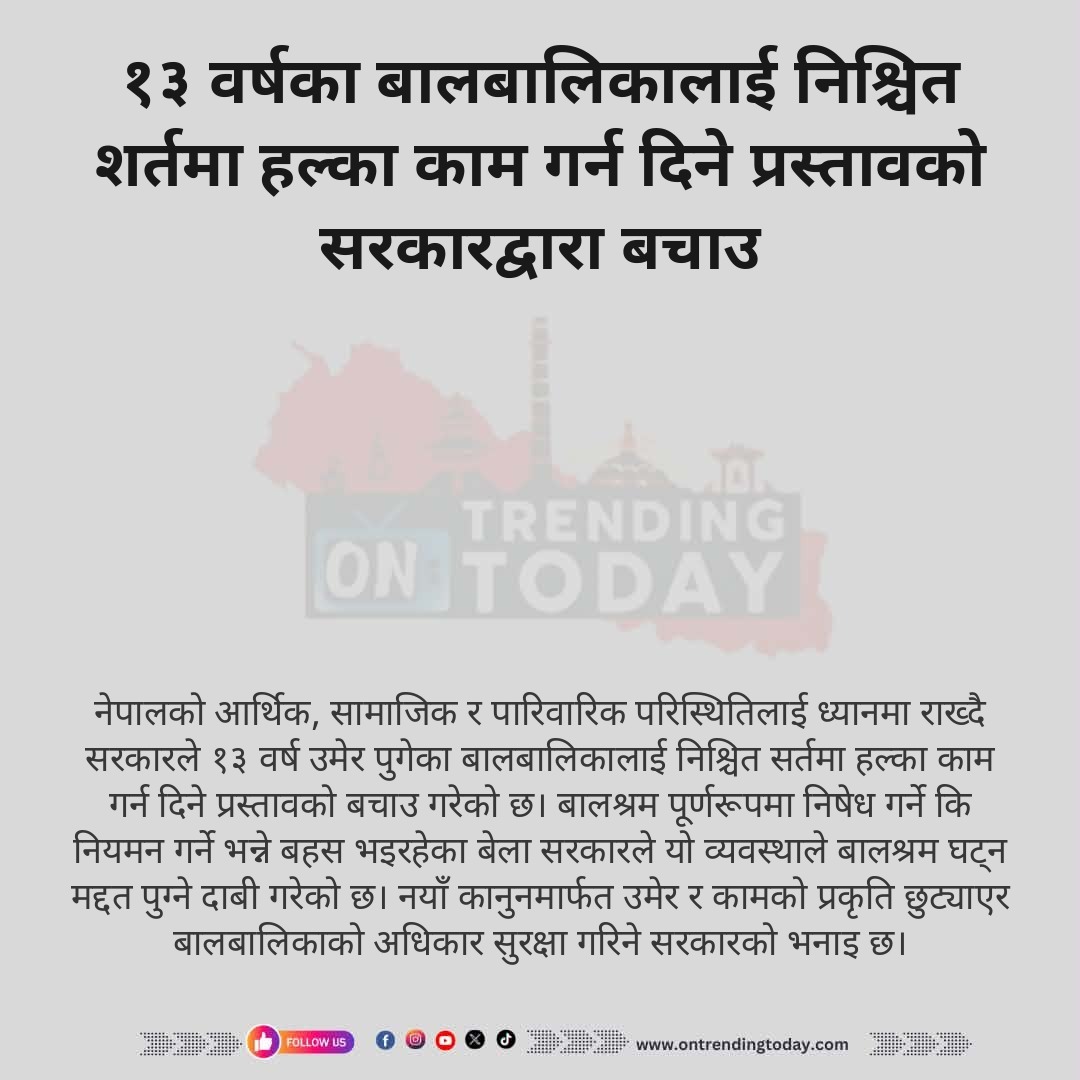 १३ वर्षका बालबालिकालाई निश्चित
शर्तमा हल्का काम गर्न दिने प्रस्तावको
सरकारद्वारा बचाउ
TRENDING
ON TODAY
नेपालको आर्थिक, सामाजिक र पारिवारिक परिस्थितिलाई ध्यानमा राख्दै
सरकारले १३ वर्ष उमेर पुगेका बालबालिकालाई निश्चित सर्तमा हल्का काम
गर्न दिने प्रस्तावको बचाउ गरेको छ। बालश्रम पूर्णरूपमा निषेध गर्ने कि
नियमन गर्ने भन्ने बहस भइरहेका बेला सरकारले यो व्यवस्थाले बालश्रम घट्न
मद्दत पुग्ने दाबी गरेको छ। नयाँ कानुनमार्फत उमेर र कामको प्रकृति छुट्याएर
बालबालिकाको अधिकार सुरक्षा गरिने सरकारको भनाइ छ।
FOLLOW US www.ontrendingtoday.com